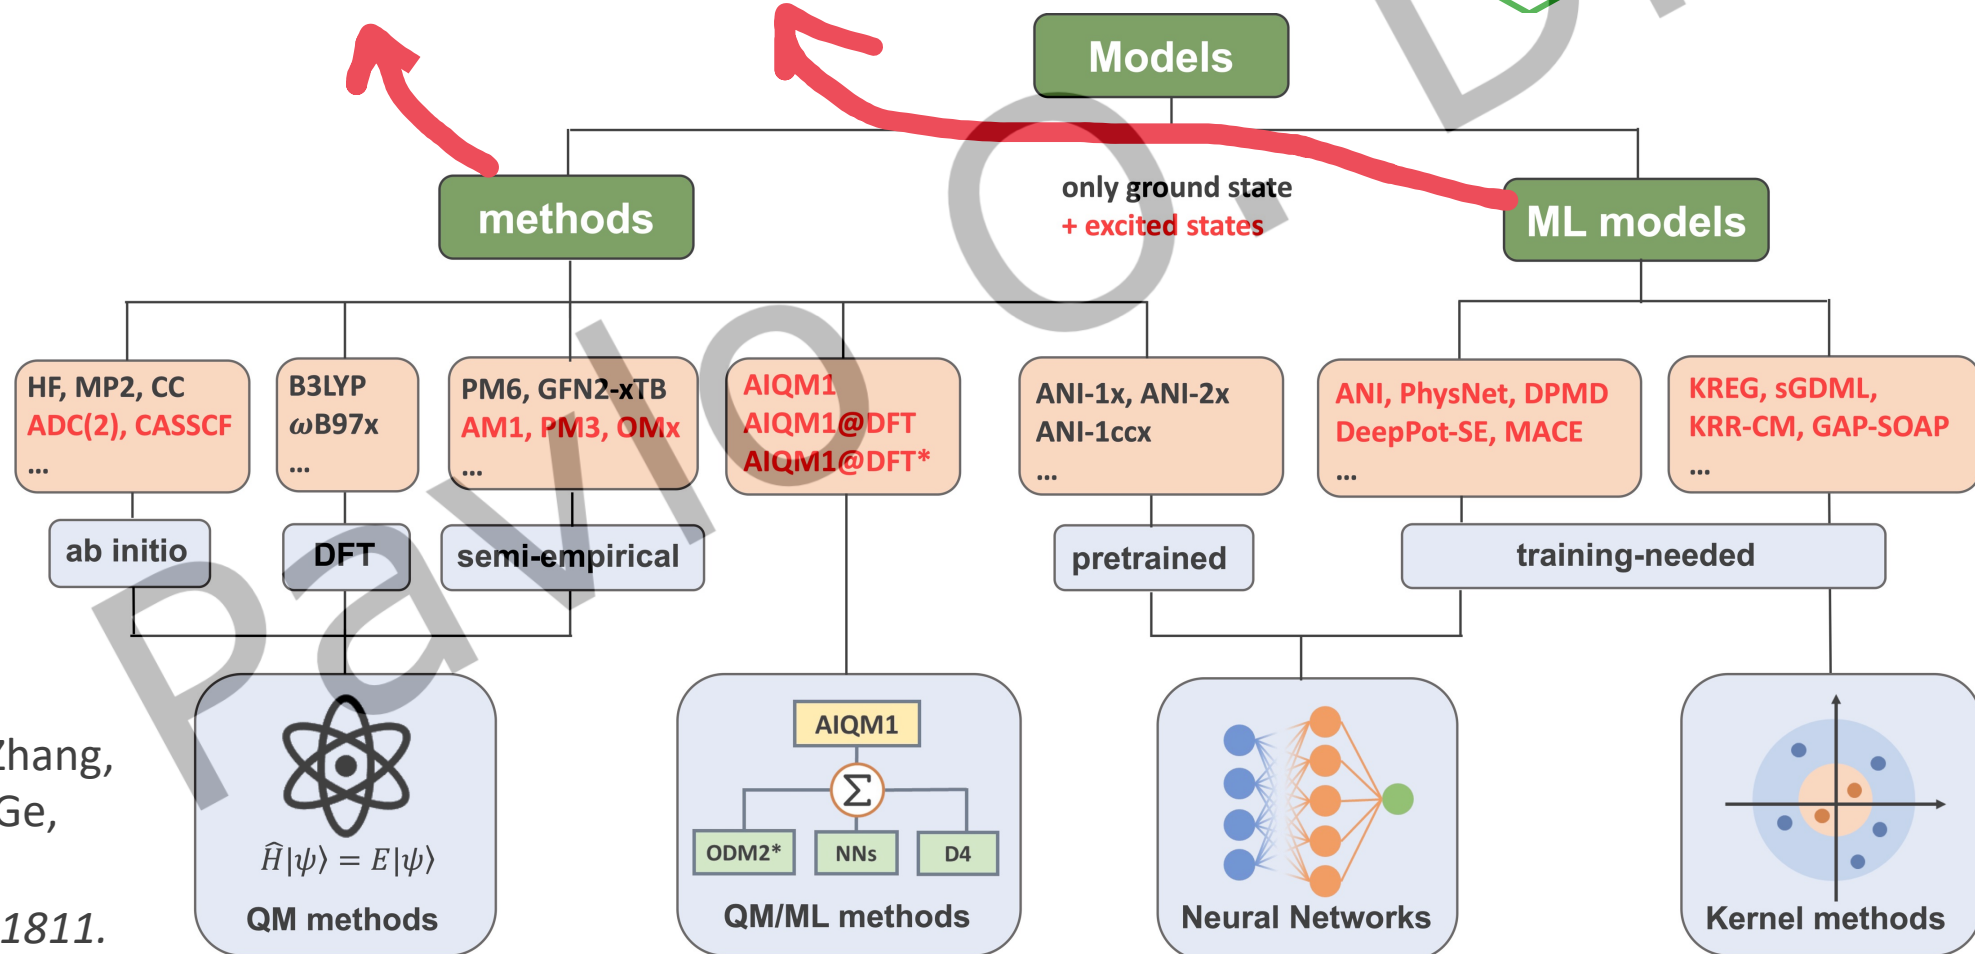 Models
methods
only ground state
+ excited states
ML models
HF, MP2, CC
ADC(2), CASSCF
...
B3LYP
ωB97x
...
PM6, GFN2-xTB
AM1, PM3, OMx
...
AIQM1
AIQM1@DFT
AIQM1@DFT*
ANI-1x, ANI-2x
ANI-1ccx
...
ANI, PhysNet, DPMD
DeepPot-SE, MACE
...
KREG, sGDML,
KRR-CM, GAP-SOAP
...
ab initio
DFT
semi-empirical
pretrained
training-needed
Zhang,
Ge,
1811.
Ĥ|ψ⟩ = E|ψ⟩
QM methods
AIQM1
Σ
ODM2*
NNs
D4
QM/ML methods
Neural Networks
Kernel methods
Pavlo O.